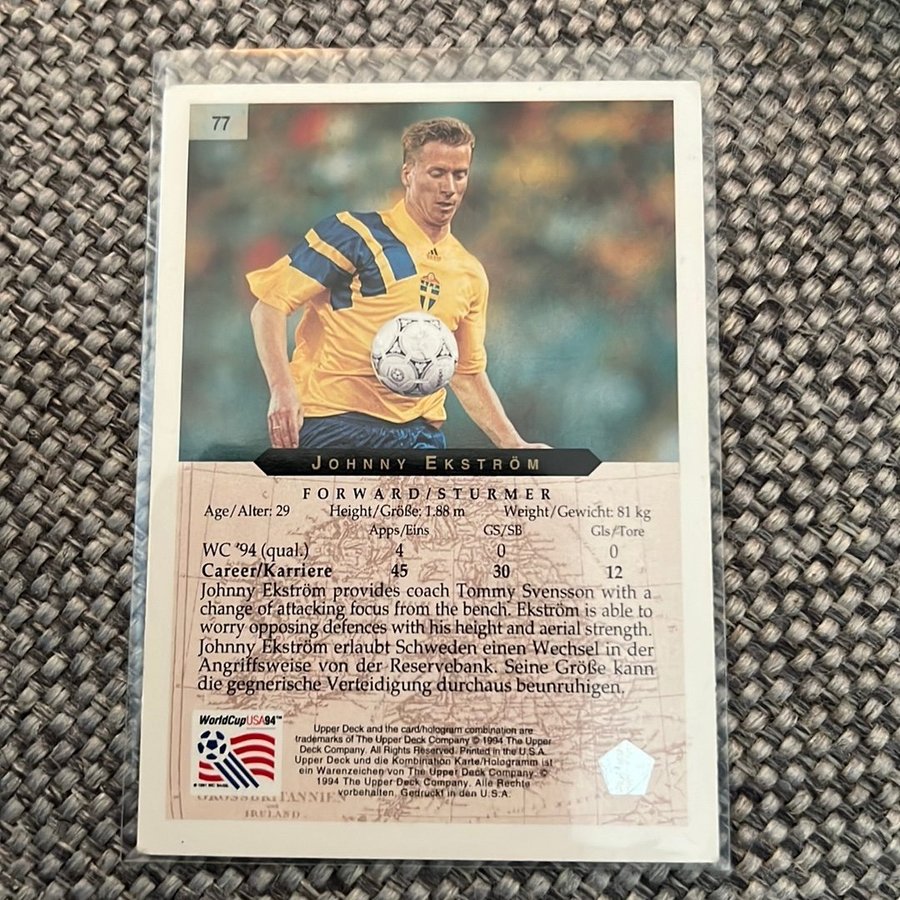 77
JOHNNY EKSTRÖM
FORWARD/STURMER
Age/Alter: 29 Height/Größe: 1.88 m Weight/Gewicht: 81 kg
Apps/Eins GS/SB Gls/Tore
WC '94 (qual.) 4 0 0
Career/Karriere 45 30 12
Johnny Ekström provides coach Tommy Svensson with a
change of attacking focus from the bench. Ekström is able to
worry opposing defences with his height and aerial strength.
Johnny Ekström erlaubt Schweden einen Wechsel in der
Angriffsweise von der Reservebank. Seine Größe kann
die gegnerische Verteidigung durchaus beunruhigen.
WorldCupUSA94™
Upper Deck and the card/hologram combination are
trademarks of The Upper Deck Company © 1994 The Upper
Deck Company. All Rights Reserved. Printed in the U.S.A.
Upper Deck und die Kombination Karte/Hologramm ist
ein Warenzeichen von The Upper Deck Company. ©
1994 The Upper Deck Company. Alle Rechte
vorbehalten. Gedruckt in den U.S.A.
GROSSBRITANNIEN
IRLAND